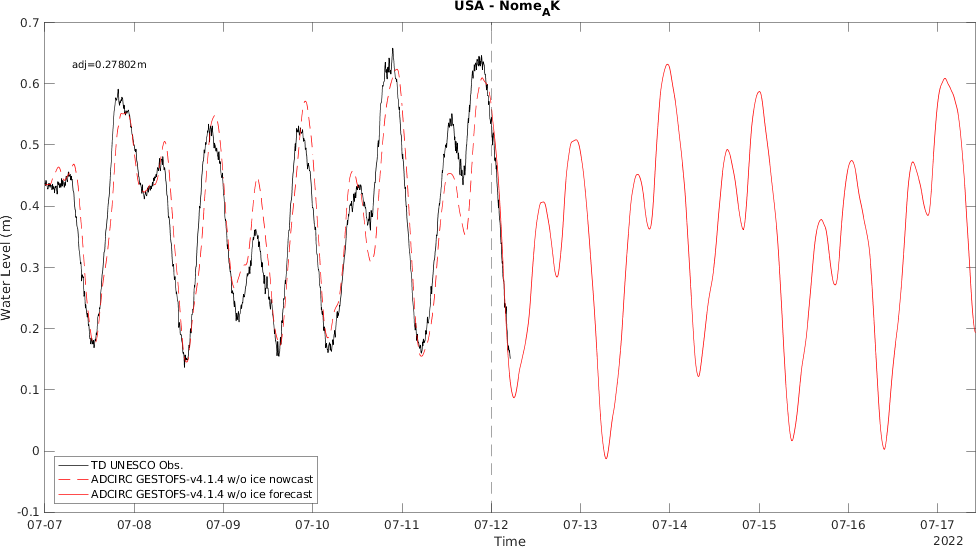 USA - Nome_AK
0.7
0.6
0.5
0.4
0.3
0.2
0.1
0
-0.1
Water Level (m)
adj=0.27802m
TD UNESCO Obs.
ADCIRC GESTOFS-v4.1.4 w/o ice nowcast
ADCIRC GESTOFS-v4.1.4 w/o ice forecast
07-07 07-08 07-09 07-10 07-11 07-12 07-13 07-14 07-15 07-16 07-17
Time
2022